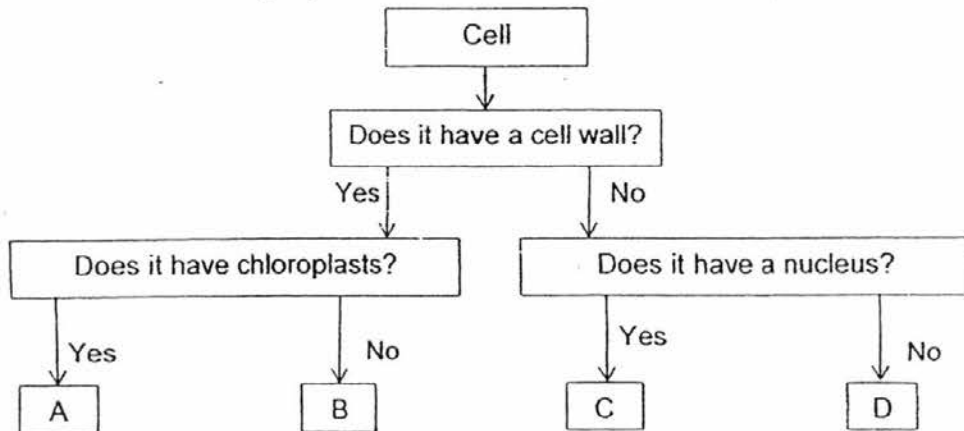 Cell
Does it have a cell wall?
Yes
No
Does it have chloroplasts?
Does it have a nucleus?
Yes
No
Yes
No
A
B
C
D